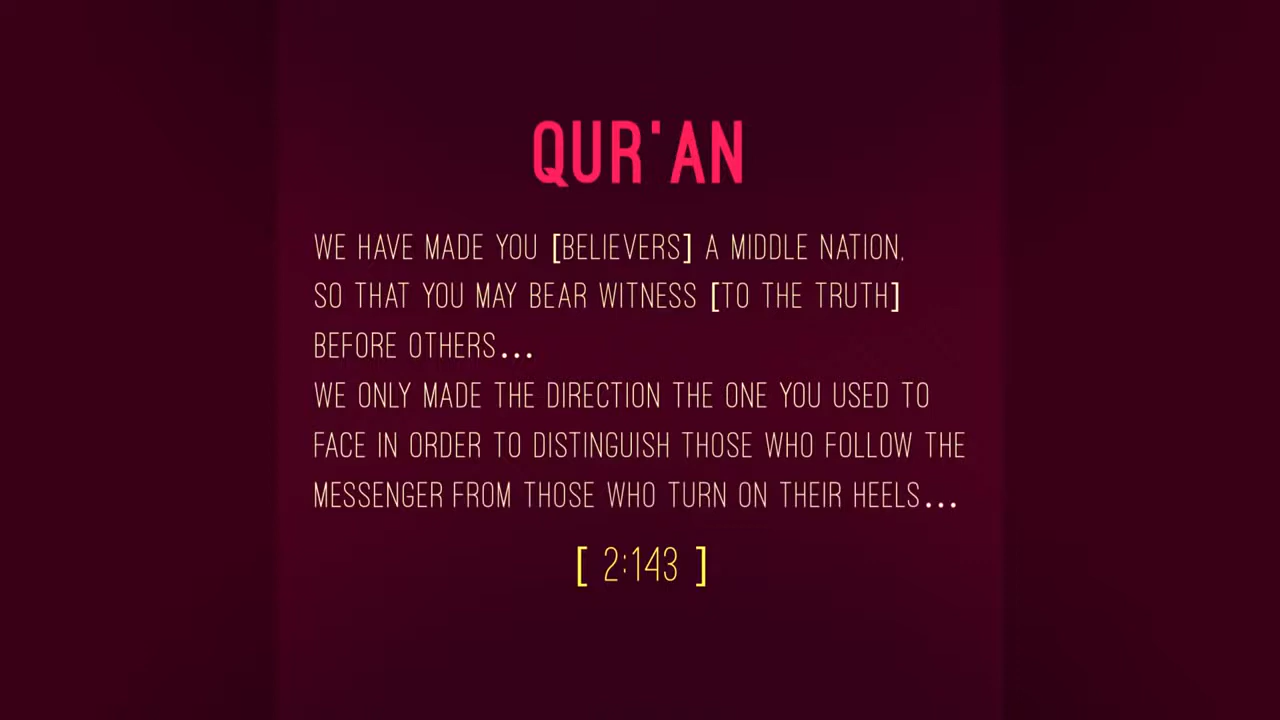 QUR'AN
WE HAVE MADE YOU [BELIEVERS] A MIDDLE NATION,
SO THAT YOU MAY BEAR WITNESS [TO THE TRUTH]
BEFORE OTHERS...
WE ONLY MADE THE DIRECTION THE ONE YOU USED TO
FACE IN ORDER TO DISTINGUISH THOSE WHO FOLLOW THE
MESSENGER FROM THOSE WHO TURN ON THEIR HEELS...
[ 2:143 ]